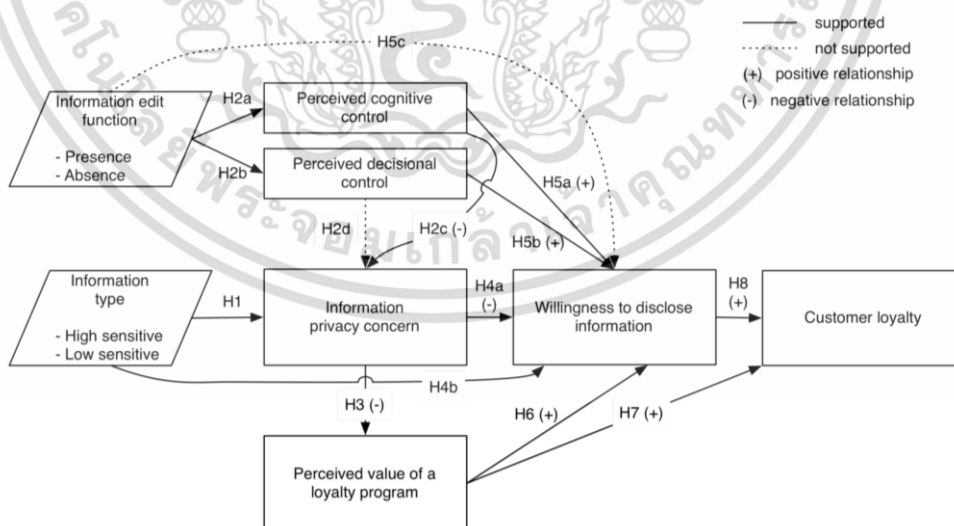 supported
not supported
(+) positive relationship
(-) negative relationship
H5c
Information edit
function
- Presence
- Absence
H2a
H2b
Perceived cognitive
control
Perceived decisional
control
H5a (+)
H5b (+)
H2d
H2c (-)
Information
type
- High sensitive
- Low sensitive
H1
Information
privacy concern
H4a
(-)
Willingness to disclose
information
H8
(+)
Customer loyalty
H4b
H3 (-)
H6 (+)
H7 (+)
Perceived value of a
loyalty program